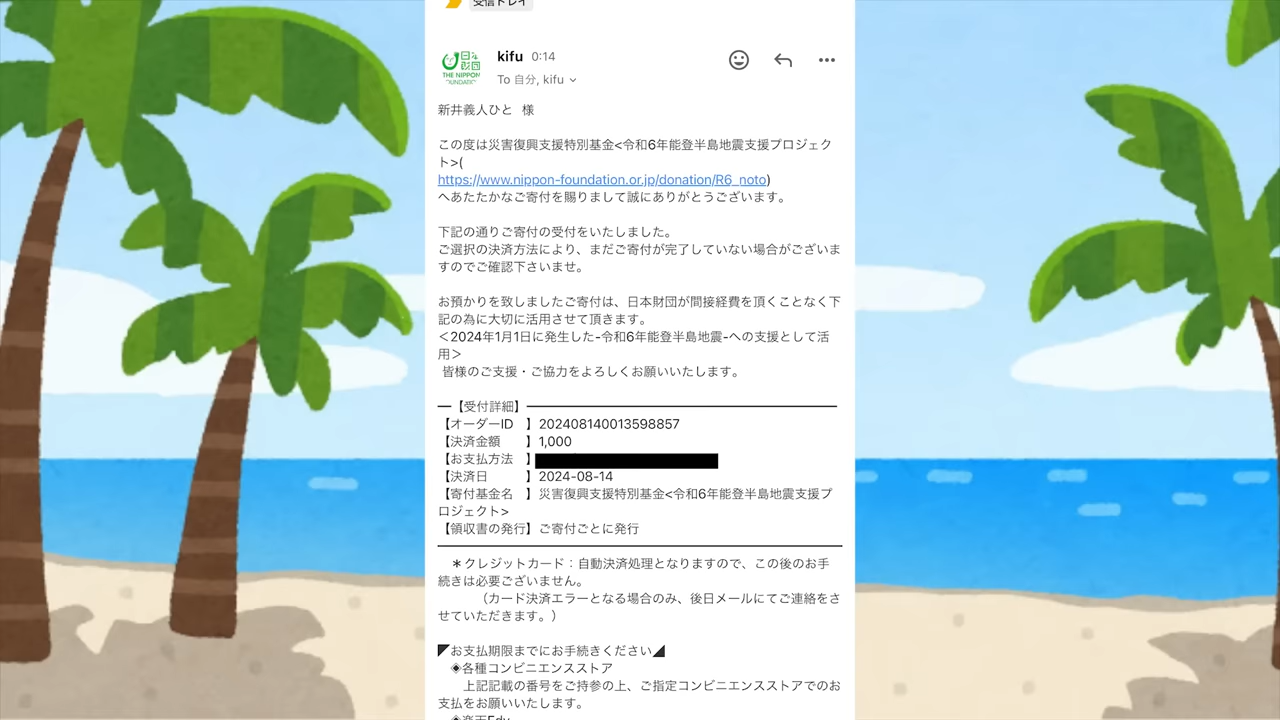 受信トレイ
日本財団
THE NIPPON
FOUNDATION
kifu 0:14
To 自分, kifu
新井義人ひと 様
この度は災害復興支援特別基金<令和6年能登半島地震支援プロジェク
ト>(
https://www.nippon-foundation.or.jp/donation/R6_noto)
へあたたかなご寄付を賜りまして誠にありがとうございます。
下記の通りご寄付の受付をいたしました。
ご選択の決済方法により、まだご寄付が完了していない場合がございま
すのでご確認下さいませ。
お預かりを致しましたご寄付は、日本財団が間接経費を頂くことなく下
記の為に大切に活用させて頂きます。
＜2024年1月1日に発生した-令和6年能登半島地震-への支援として活
用＞
皆様のご支援・ご協力をよろしくお願いいたします。
━【受付詳細】━━━━━━━━━━━━━━━━━━━━
【オーダーID 】202408140013598857
【決済金額 】1,000
【お支払方法 】
【決済日 】2024-08-14
【寄付基金名 】災害復興支援特別基金<令和6年能登半島地震支援プ
ロジェクト>
【領収書の発行】ご寄付ごとに発行
＊クレジットカード：自動決済処理となりますので、この後のお手
続きは必要ございません。
（カード決済エラーとなる場合のみ、後日メールにてご連絡をさ
せていただきます。）
◤お支払期限までにお手続きください◢
◈各種コンビニエンスストア
上記記載の番号をご持参の上、ご指定コンビニエンスストアでのお
支払をお願いいたします。
◈楽天Edy